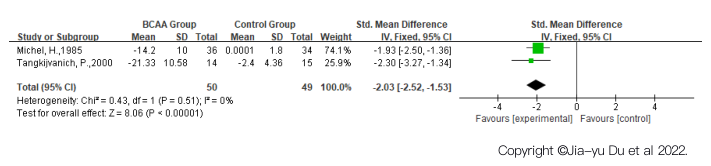 BCAA Group Control Group Std. Mean Difference Std. Mean Difference
Study or Subgroup Mean SD Total Mean SD Total Weight IV, Fixed, 95% CI IV, Fixed, 95% CI
Michel, H.,1985 -14.2 10 36 0.0001 1.8 34 74.1% -1.93 [-2.50, -1.36]
Tangkijvanich, P.,2000 -21.33 10.58 14 -2.4 4.36 15 25.9% -2.30 [-3.27, -1.34]
Total (95% CI) 50 49 100.0% -2.03 [-2.52, -1.53]
Heterogeneity: Chi² = 0.43, df = 1 (P = 0.51); I² = 0%
Test for overall effect: Z = 8.06 (P < 0.00001)
-4 -2 0 2 4
Favours [experimental] Favours [control]
Copyright ©Jia-yu Du et al 2022.